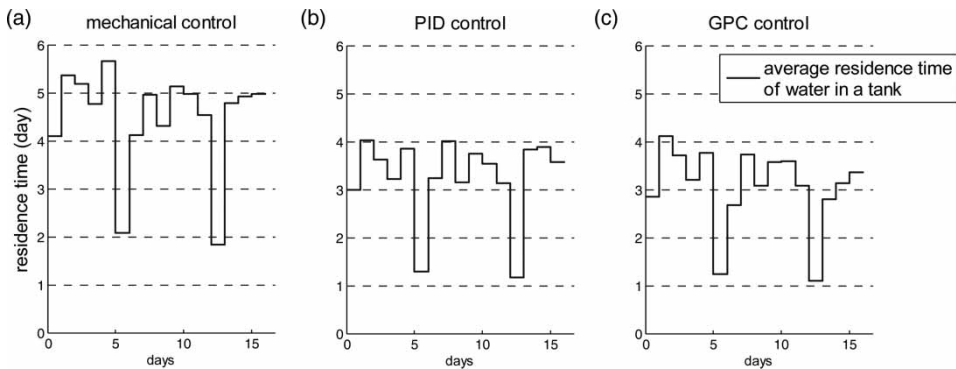 (a) mechanical control
(b) PID control
(c) GPC control
average residence time
of water in a tank
residence time (day)
6
5
4
3
2
1
0
0 5 10 15
days
6
5
4
3
2
1
0
0 5 10 15
days
6
5
4
3
2
1
0
0 5 10 15
days